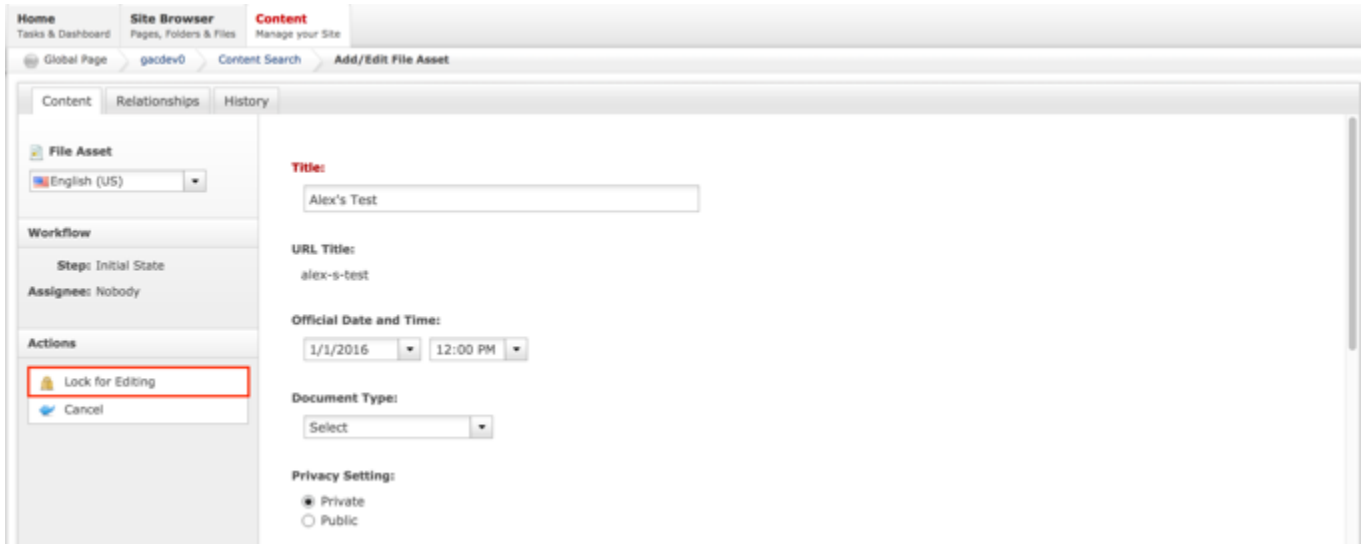 Home Site Browser Content
Tasks & Dashboard Pages, Folders & Files Manage your Site
Global Page gacdev0 Content Search Add/Edit File Asset
Content Relationships History
File Asset
English (US)
Workflow
Step: Initial State
Assignee: Nobody
Actions
Lock for Editing
Cancel
Title:
Alex's Test
URL Title:
alex-s-test
Official Date and Time:
1/1/2016 12:00 PM
Document Type:
Select
Privacy Setting:
Private
Public